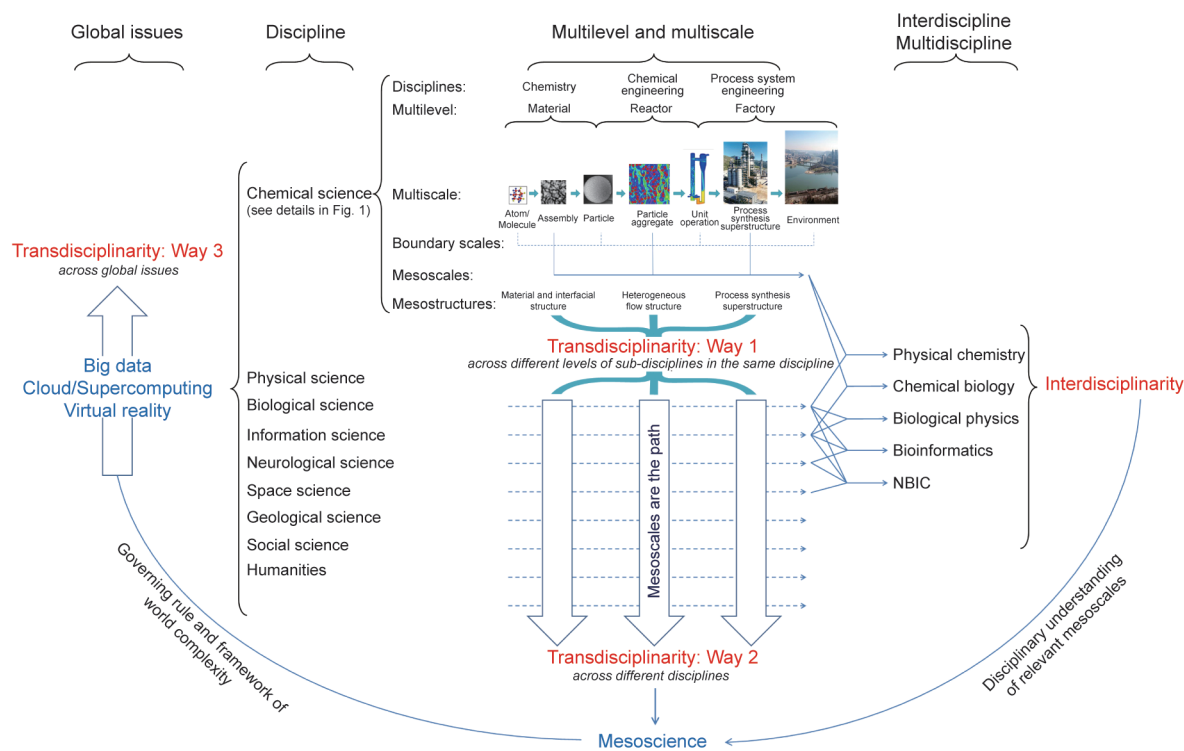 Global issues
Discipline
Multilevel and multiscale
Interdiscipline
Multidiscipline
Disciplines:
Chemistry
Chemical
engineering
Process system
engineering
Multilevel:
Material
Reactor
Factory
Chemical science
(see details in Fig. 1)
Multiscale:
Atom/
Molecule
Assembly
Particle
Particle
aggregate
Unit
operation
Process
synthesis
superstructure
Environment
Boundary scales:
Mesoscales:
Mesostructures:
Material and interfacial
structure
Heterogeneous
flow structure
Process synthesis
superstructure
Transdisciplinarity: Way 3
across global issues
Big data
Cloud/Supercomputing
Virtual reality
Transdisciplinarity: Way 1
across different levels of sub-disciplines in the same discipline
Physical science
Biological science
Information science
Neurological science
Space science
Geological science
Social science
Humanities
Mesoscales are the path
Physical chemistry
Chemical biology
Biological physics
Bioinformatics
NBIC
Interdisciplinarity
Transdisciplinarity: Way 2
across different disciplines
Governing rule and framework of
world complexity
Disciplinary understanding
of relevant mesoscales
Mesoscience